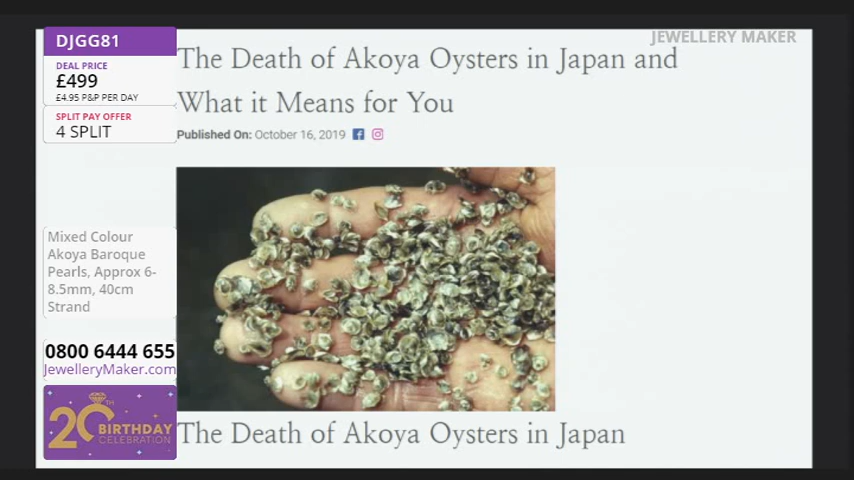 JEWELLERY MAKER
DJGG81
DEAL PRICE
£499
£4.95 P&P PER DAY
SPLIT PAY OFFER
4 SPLIT
Mixed Colour
Akoya Baroque
Pearls, Approx 6-
8.5mm, 40cm
Strand
0800 6444 655
JewelleryMaker.com
20TH
BIRTHDAY
CELEBRATION
The Death of Akoya Oysters in Japan and
What it Means for You
Published On: October 16, 2019
The Death of Akoya Oysters in Japan